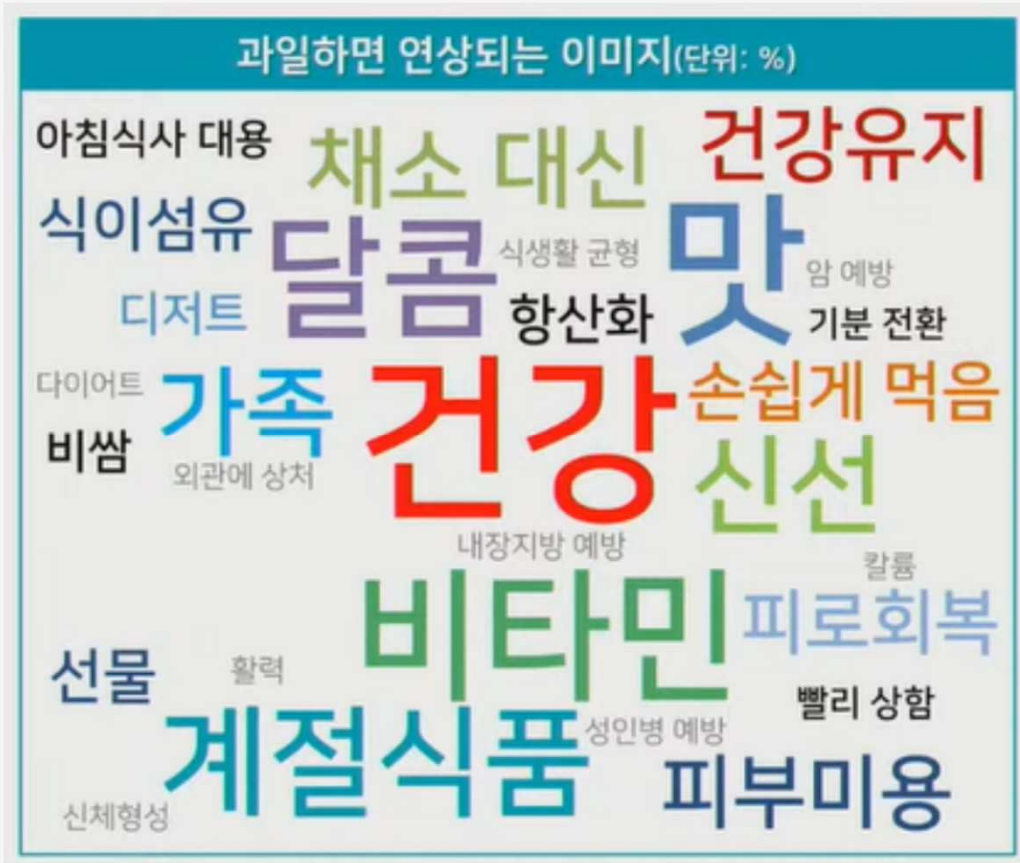 과일하면 연상되는 이미지(단위: %)
아침식사 대용
채소 대신
건강유지
식이섬유
달콤
식생활 균형
맛
암 예방
디저트
항산화
기분 전환
다이어트
가족
건강
손쉽게 먹음
비쌈
외관에 상처
신선
내장지방 예방
칼륨
비타민
피로회복
선물
활력
빨리 상함
계절식품
성인병 예방
피부미용
신체형성